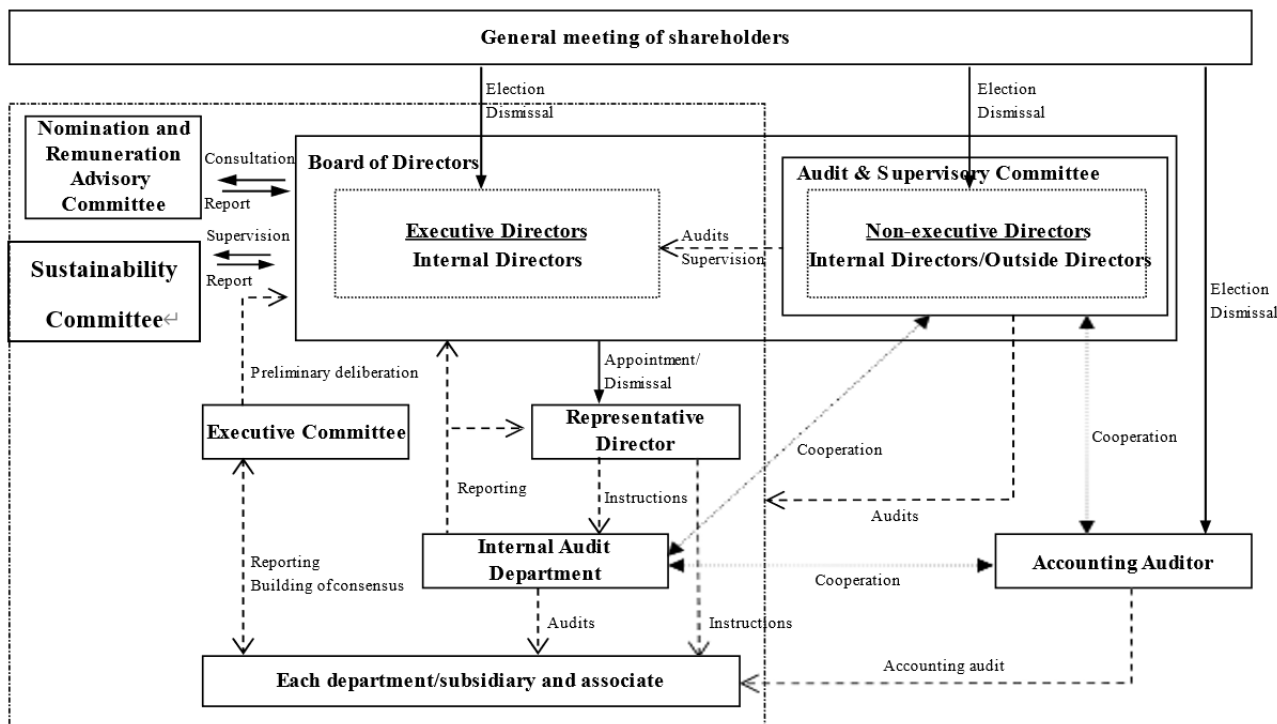 General meeting of shareholders
Election
Dismissal
Election
Dismissal
Nomination and
Remuneration
Advisory
Committee
Consultation
Report
Board of Directors
Audit & Supervisory Committee
Executive Directors
Internal Directors
Audits
Supervision
Non-executive Directors
Internal Directors/Outside Directors
Sustainability
Committee↵
Supervision
Report
Election
Dismissal
Preliminary deliberation
Appointment/
Dismissal
Executive Committee
Representative
Director
Cooperation
Cooperation
Reporting
Instructions
Audits
Internal Audit
Department
Accounting Auditor
Reporting
Building of consensus
Cooperation
Audits
Instructions
Accounting audit
Each department/subsidiary and associate